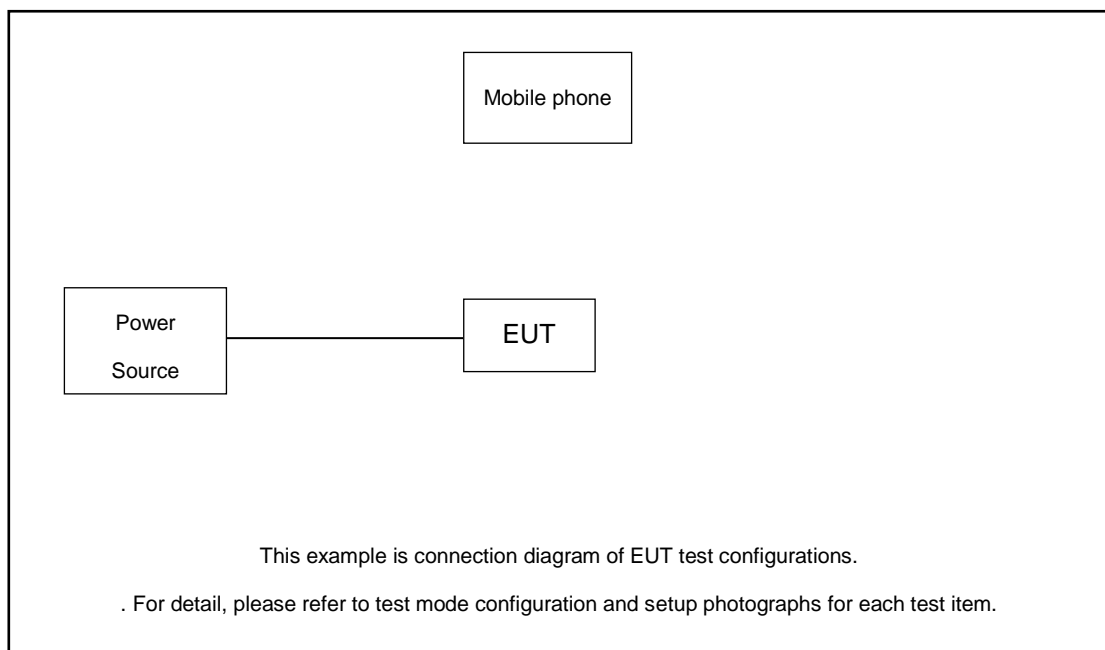 Mobile phone
Power
Source
EUT
This example is connection diagram of EUT test configurations.
. For detail, please refer to test mode configuration and setup photographs for each test item.